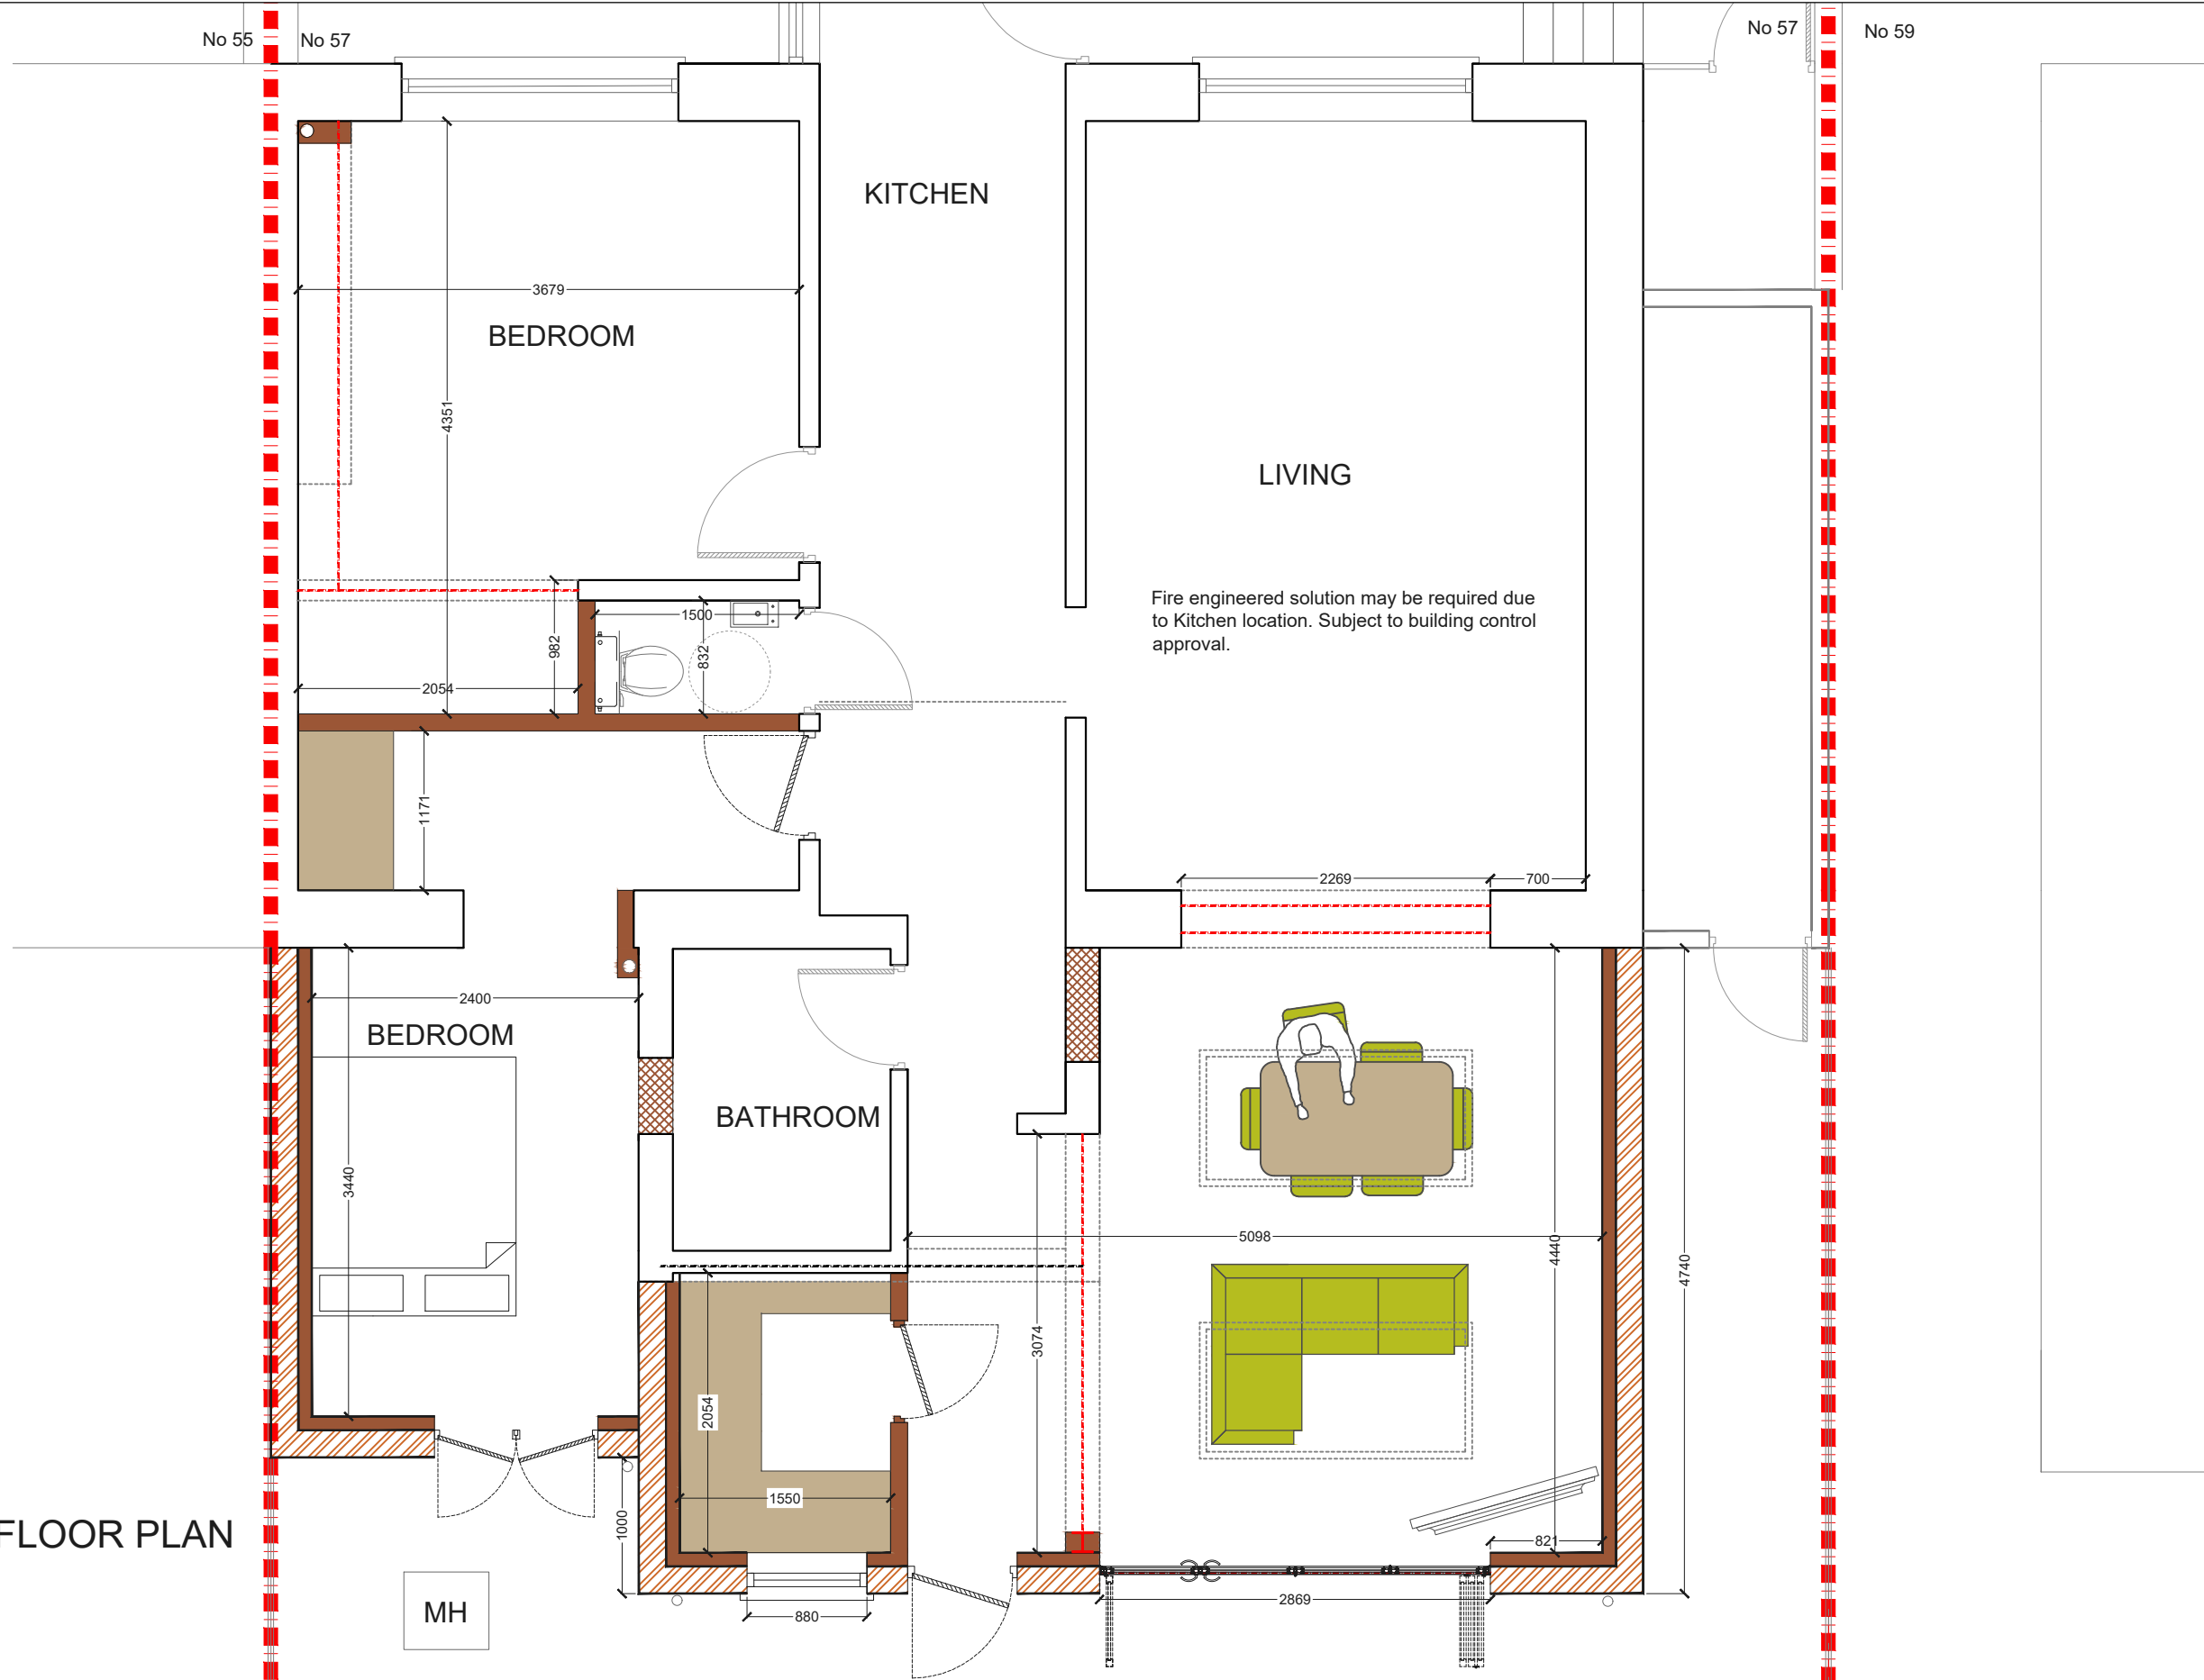 No 55
No 57
No 57
No 59
KITCHEN
3679
BEDROOM
4351
LIVING
Fire engineered solution may be required due
to Kitchen location. Subject to building control
approval.
1500
982
832
2054
1171
2269
700
2400
BEDROOM
BATHROOM
3440
5098
4440
4740
3074
2054
1550
1000
821
FLOOR PLAN
2869
MH
880